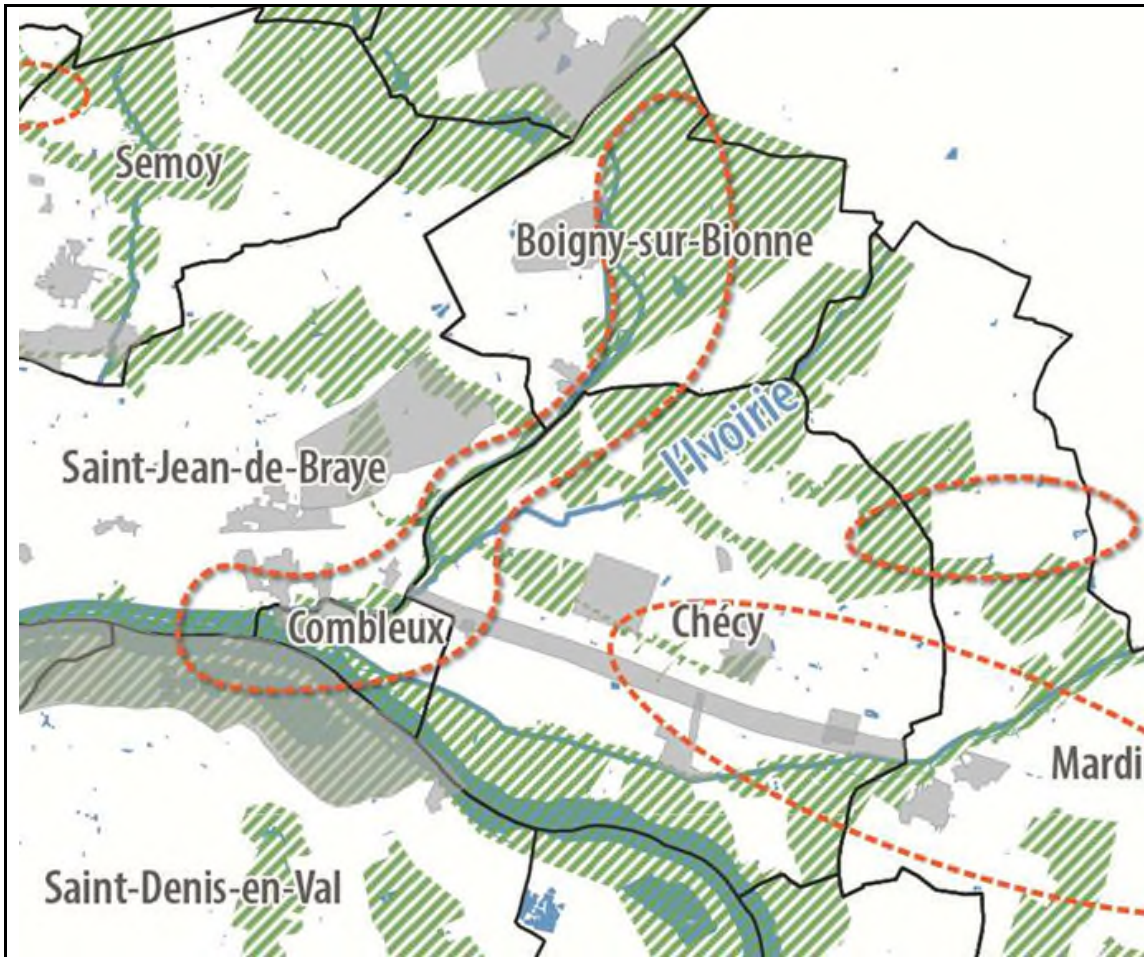 Semoy
Boigny-sur-Bionne
l'Ivoirie
Saint-Jean-de-Braye
Combleux
Chécy
Mardi
Saint-Denis-en-Val